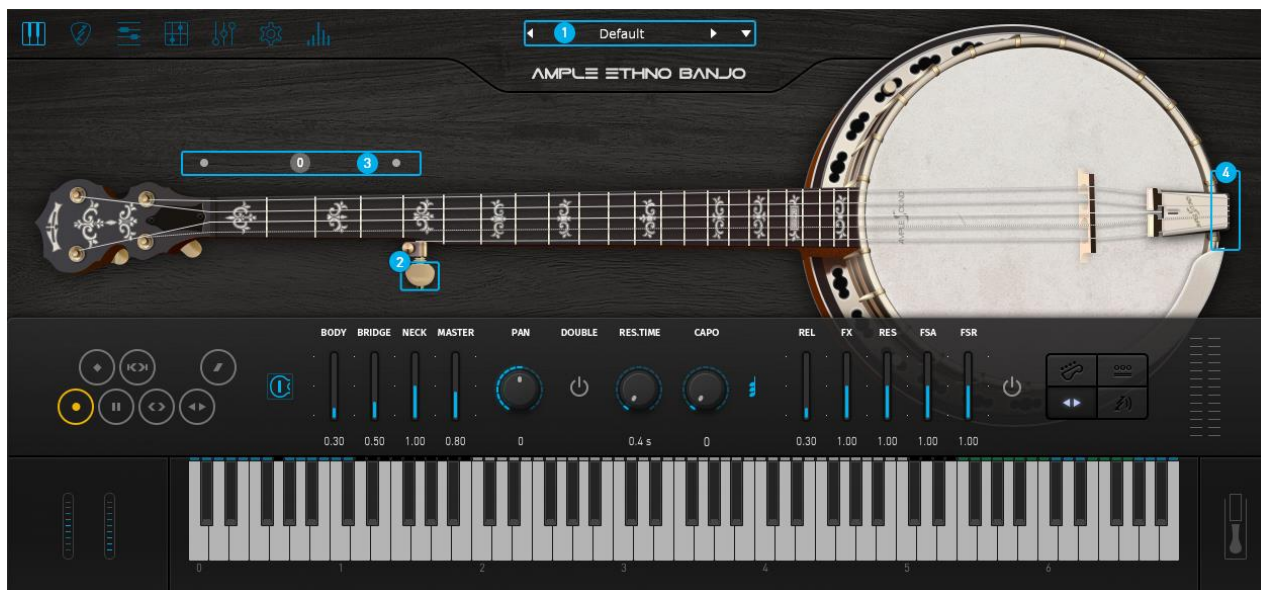 1 Default
AMPLE ETHNO BANJO
0 3
4
2
AMPLE SOUND
BODY BRIDGE NECK MASTER PAN DOUBLE RES.TIME CAPO REL FX RES FSA FSR
0.30 0.50 1.00 0.80 0 0.4 s 0 0.30 1.00 1.00 1.00 1.00
0 1 2 3 4 5 6